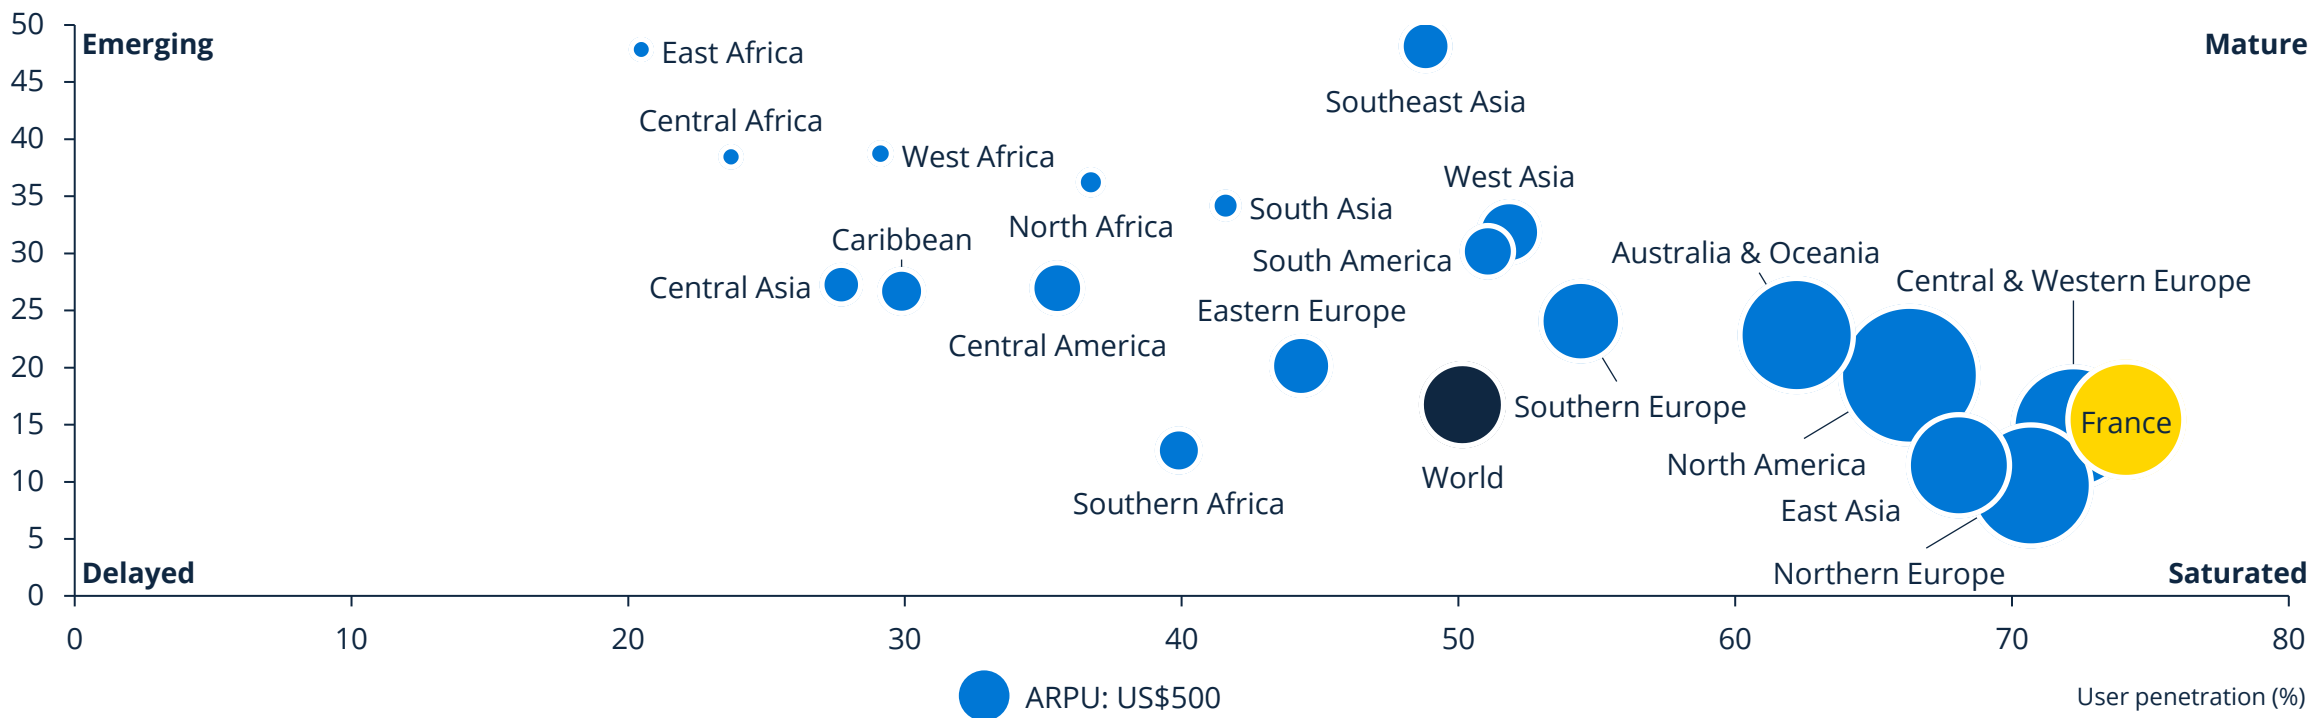 50
Emerging
Mature
East Africa
45
Southeast Asia
40
Central Africa
West Africa
35
West Asia
South Asia
North Africa
Caribbean
30
South America
Australia & Oceania
Central Asia
Central & Western Europe
25
Eastern Europe
Central America
20
Southern Europe
15
France
World
North America
10
Southern Africa
East Asia
5
Delayed
Northern Europe
Saturated
0
0
10
20
30
40
50
60
70
80
ARPU: US$500
User penetration (%)